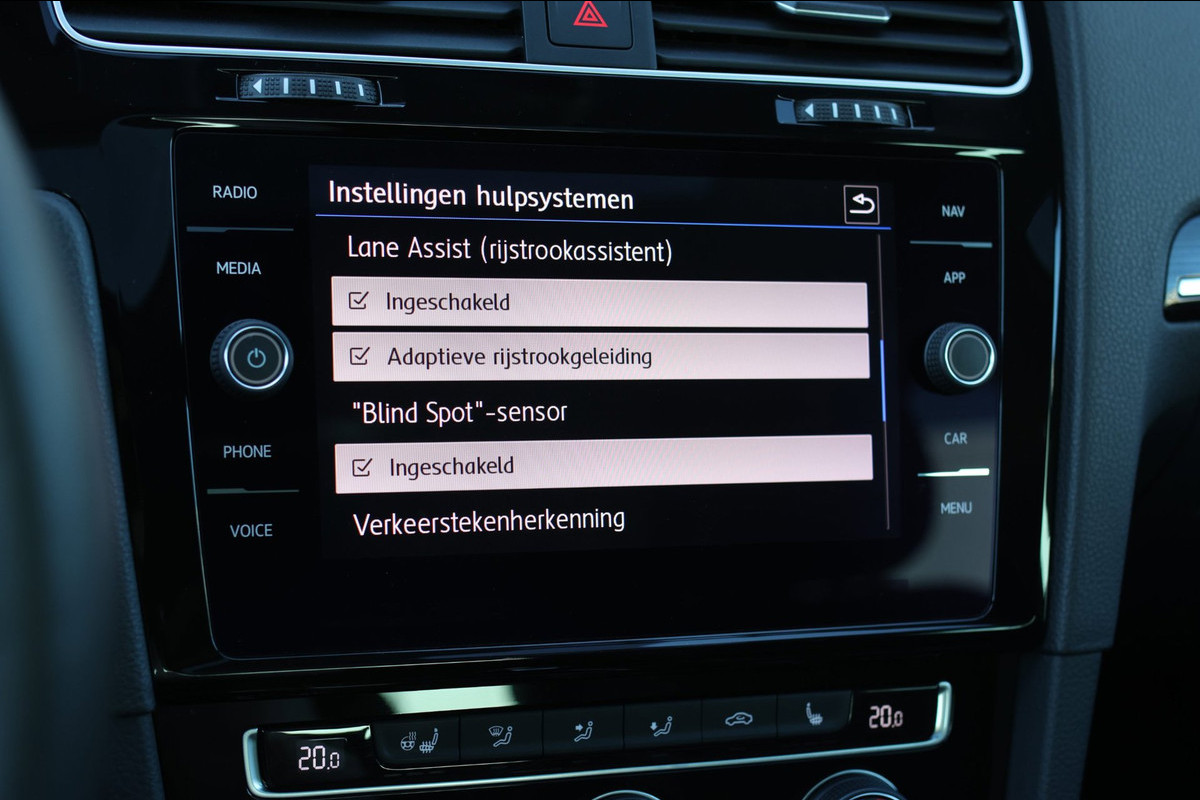 RADIO
MEDIA
PHONE
VOICE
Instellingen hulpsystemen
Lane Assist (rijstrookassistent)
Ingeschakeld
Adaptieve rijstrookgeleiding
"Blind Spot"-sensor
Ingeschakeld
Verkeerstekenherkenning
NAV
APP
CAR
MENU
20,0
20,0